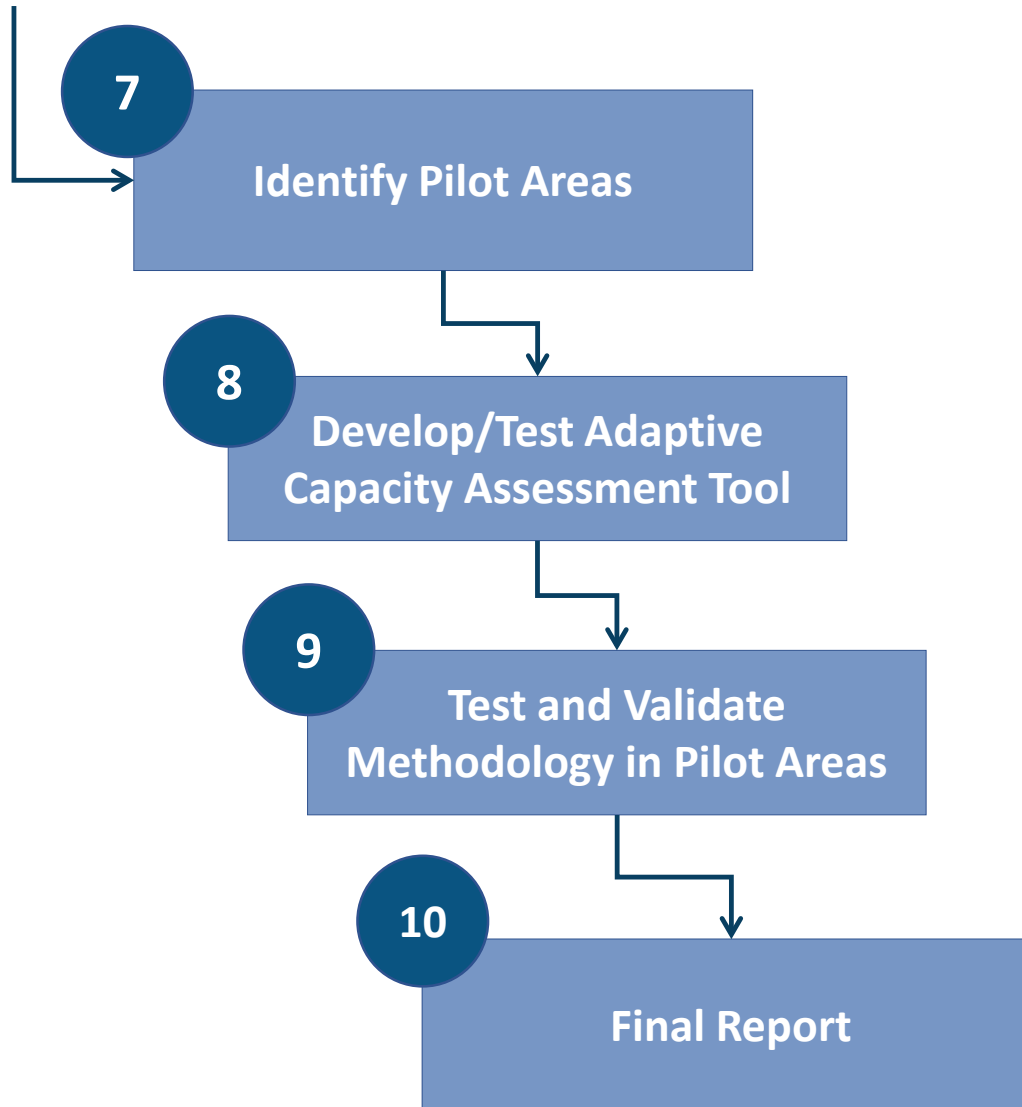 7
Identify Pilot Areas
8
Develop/Test Adaptive
Capacity Assessment Tool
9
Test and Validate
Methodology in Pilot Areas
10
Final Report